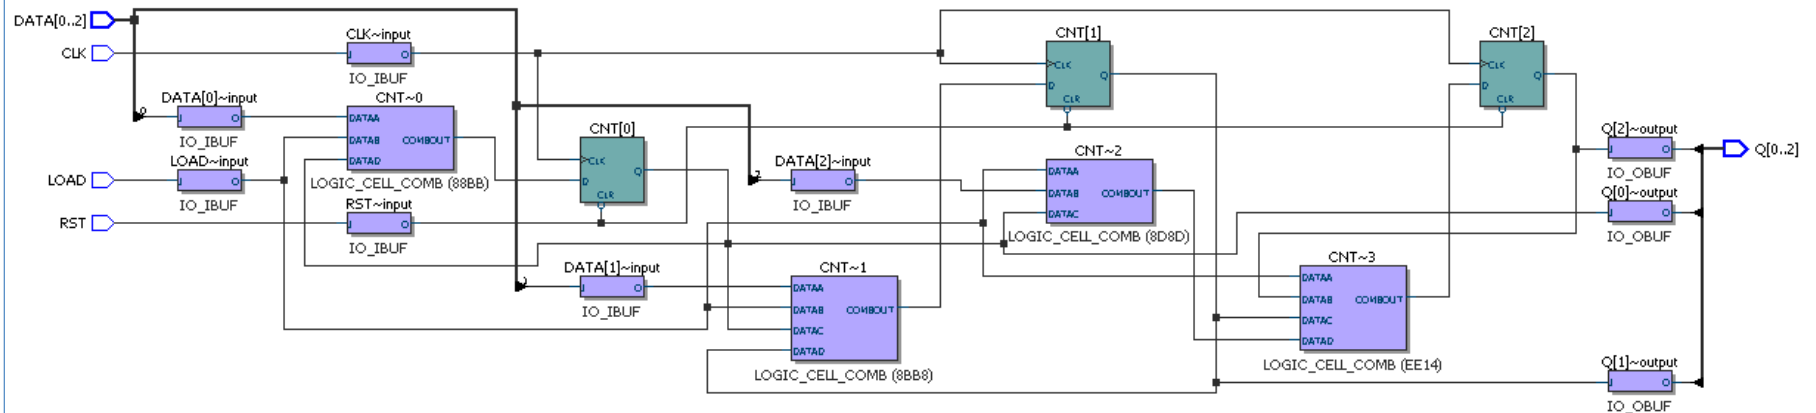 DATA[0..2]
CLK
CLK~input
I O
IO_IBUF
DATA[0]~input
I O
IO_IBUF
0
CNT~0
DATAA
DATAB
DATAD
COMBOUT
LOGIC_CELL_COMB (88BB)
LOAD
LOAD~input
I O
IO_IBUF
RST
RST~input
I O
IO_IBUF
CNT[0]
CLK
D
Q
CLR
DATA[1]~input
I O
IO_IBUF
1
DATA[2]~input
I O
IO_IBUF
2
CNT~1
DATAA
DATAB
DATAC
DATAD
COMBOUT
LOGIC_CELL_COMB (8BB8)
CNT[1]
CLK
D
Q
CLR
CNT~2
DATAA
DATAB
DATAC
COMBOUT
LOGIC_CELL_COMB (8D8D)
CNT~3
DATAA
DATAB
DATAC
DATAD
COMBOUT
LOGIC_CELL_COMB (EE14)
CNT[2]
CLK
D
Q
CLR
Q[2]~output
I O
IO_OBUF
Q[0]~output
I O
IO_OBUF
Q[1]~output
I O
IO_OBUF
Q[0..2]